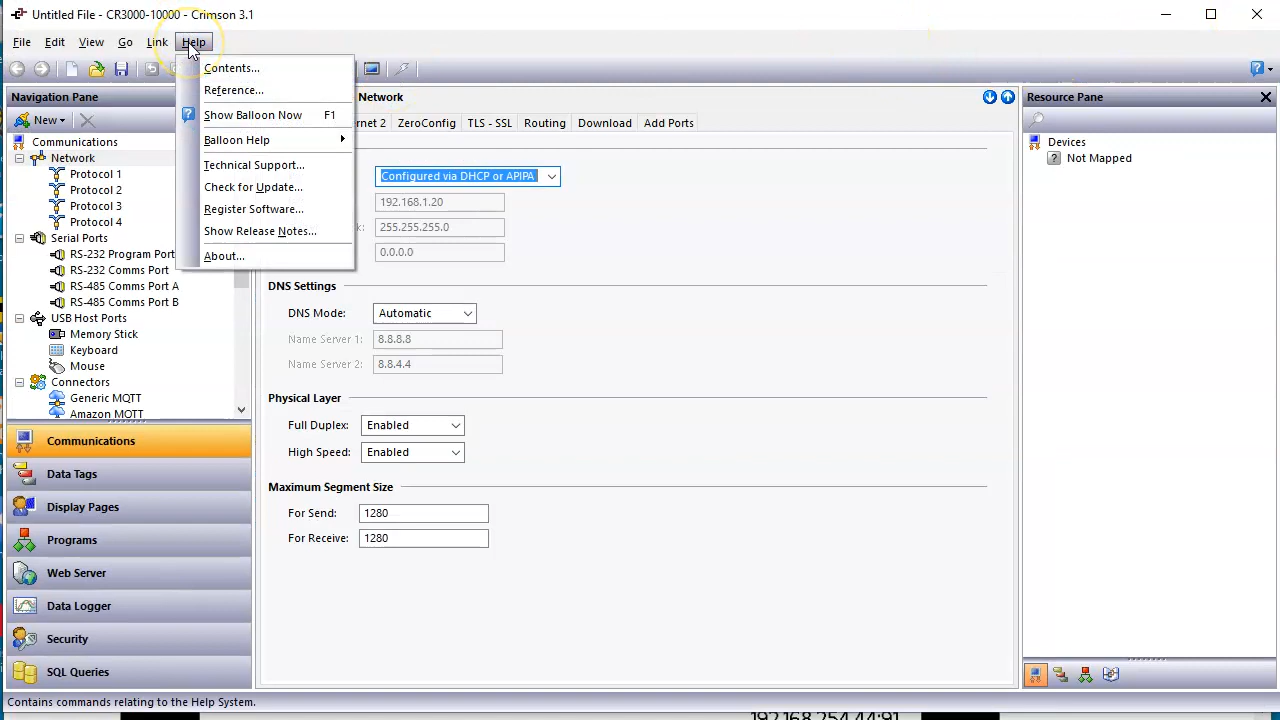 Untitled File - CR3000-10000 - Crimson 3.1
File Edit View Go Link Help
Navigation Pane
New
Communications
Network
Protocol 1
Protocol 2
Protocol 3
Protocol 4
Serial Ports
RS-232 Program Port
RS-232 Comms Port
RS-485 Comms Port A
RS-485 Comms Port B
USB Host Ports
Memory Stick
Keyboard
Mouse
Connectors
Generic MQTT
Amazon MQTT
Communications
Data Tags
Display Pages
Programs
Web Server
Data Logger
Security
SQL Queries
Contents...
Reference...
Show Balloon Now F1
Balloon Help
Technical Support...
Check for Update...
Register Software...
Show Release Notes...
About...
Network
net 2 ZeroConfig TLS - SSL Routing Download Add Ports
Configured via DHCP or APIPA
192.168.1.20
k: 255.255.255.0
0.0.0.0
DNS Settings
DNS Mode: Automatic
Name Server 1: 8.8.8.8
Name Server 2: 8.8.4.4
Physical Layer
Full Duplex: Enabled
High Speed: Enabled
Maximum Segment Size
For Send: 1280
For Receive: 1280
Resource Pane
Devices
Not Mapped
Contains commands relating to the Help System.
192.168.254.44:91